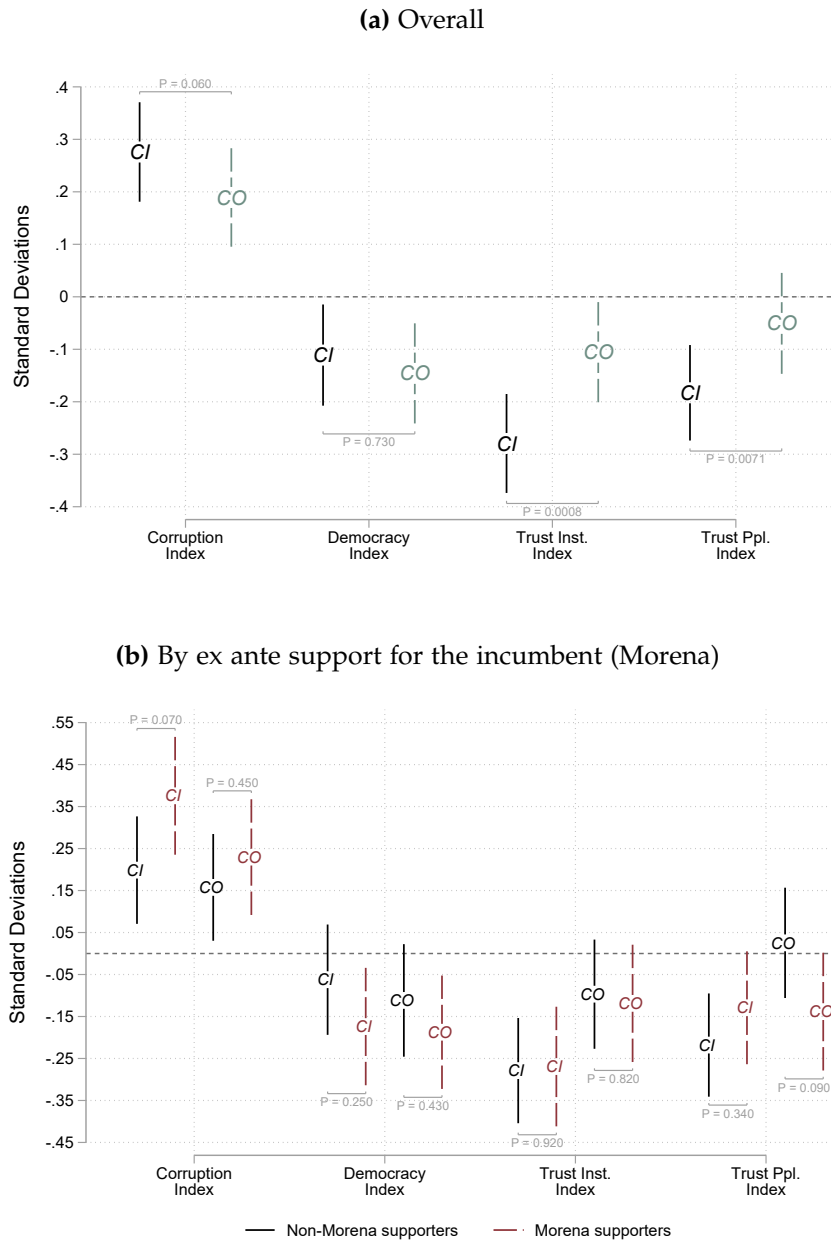 (a) Overall
P = 0.060
.4
.3
.2
.1
0
-.1
-.2
-.3
-.4
Standard Deviations
CI
CO
CI
CO
P = 0.730
CI
CO
P = 0.0008
CI
CO
P = 0.0071
Corruption
Index
Democracy
Index
Trust Inst.
Index
Trust Ppl.
Index
(b) By ex ante support for the incumbent (Morena)
P = 0.070
P = 0.450
.55
.45
.35
.25
.15
.05
-.05
-.15
-.25
-.35
-.45
Standard Deviations
CI
CI
CO
CO
CI
CI
P = 0.250
CO
CO
P = 0.430
CI
CI
P = 0.920
CO
CO
P = 0.820
CI
CI
P = 0.340
CO
CO
P = 0.090
Corruption
Index
Democracy
Index
Trust Inst.
Index
Trust Ppl.
Index
Non-Morena supporters
Morena supporters